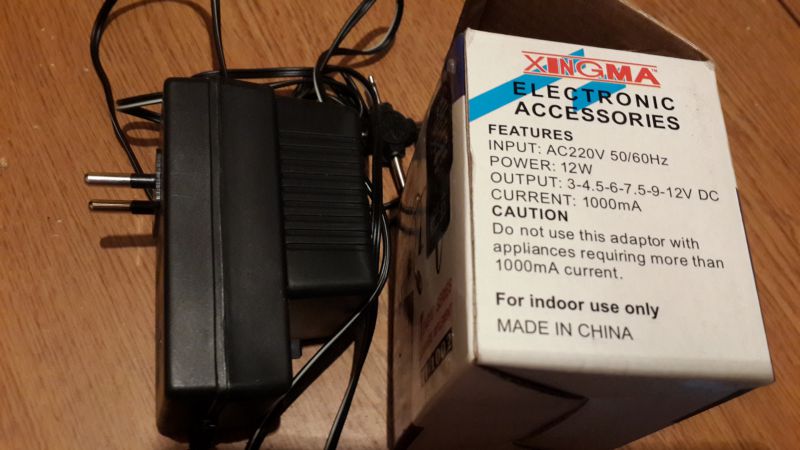 XINGMA
ELECTRONIC
ACCESSORIES
FEATURES
INPUT: AC220V 50/60Hz
POWER: 12W
OUTPUT: 3-4.5-6-7.5-9-12V DC
CURRENT: 1000mA
CAUTION
Do not use this adaptor with
appliances requiring more than
1000mA current.
For indoor use only
MADE IN CHINA